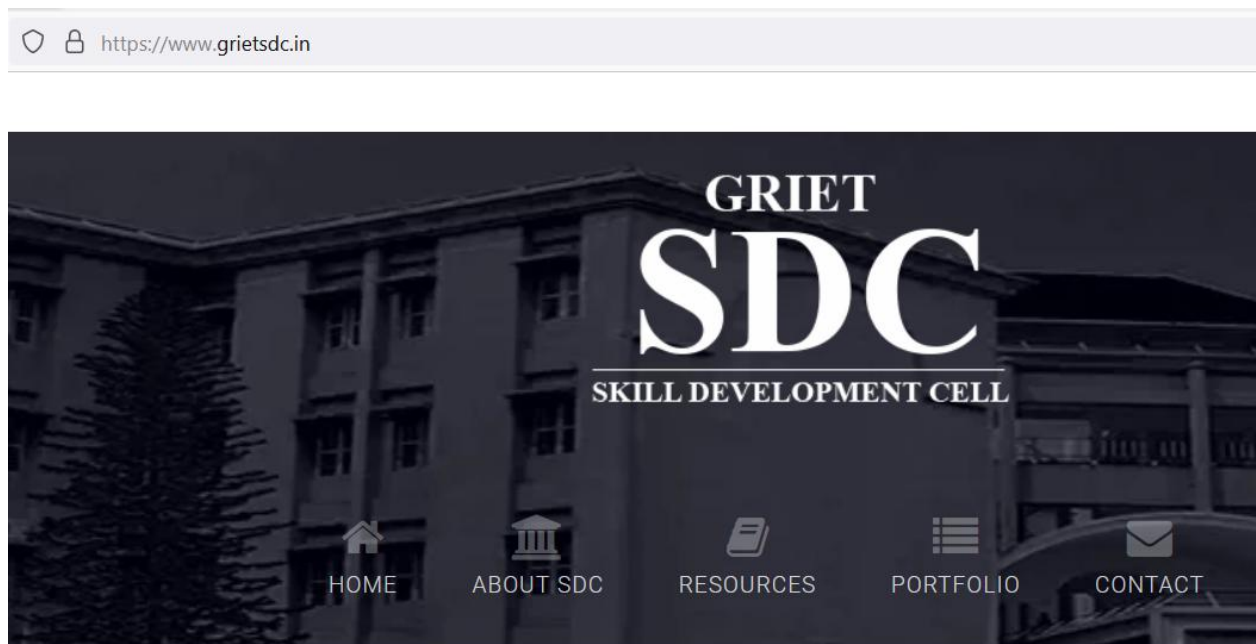 https://www.grietsdc.in
GRIET
SDC
SKILL DEVELOPMENT CELL
HOME ABOUT SDC RESOURCES PORTFOLIO CONTACT